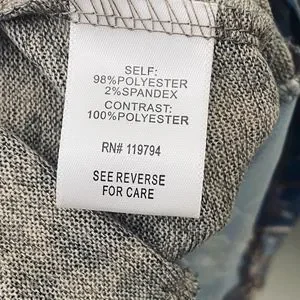 SELF:
98%POLYESTER
2%SPANDEX
CONTRAST:
100%POLYESTER
RN# 119794
SEE REVERSE
FOR CARE